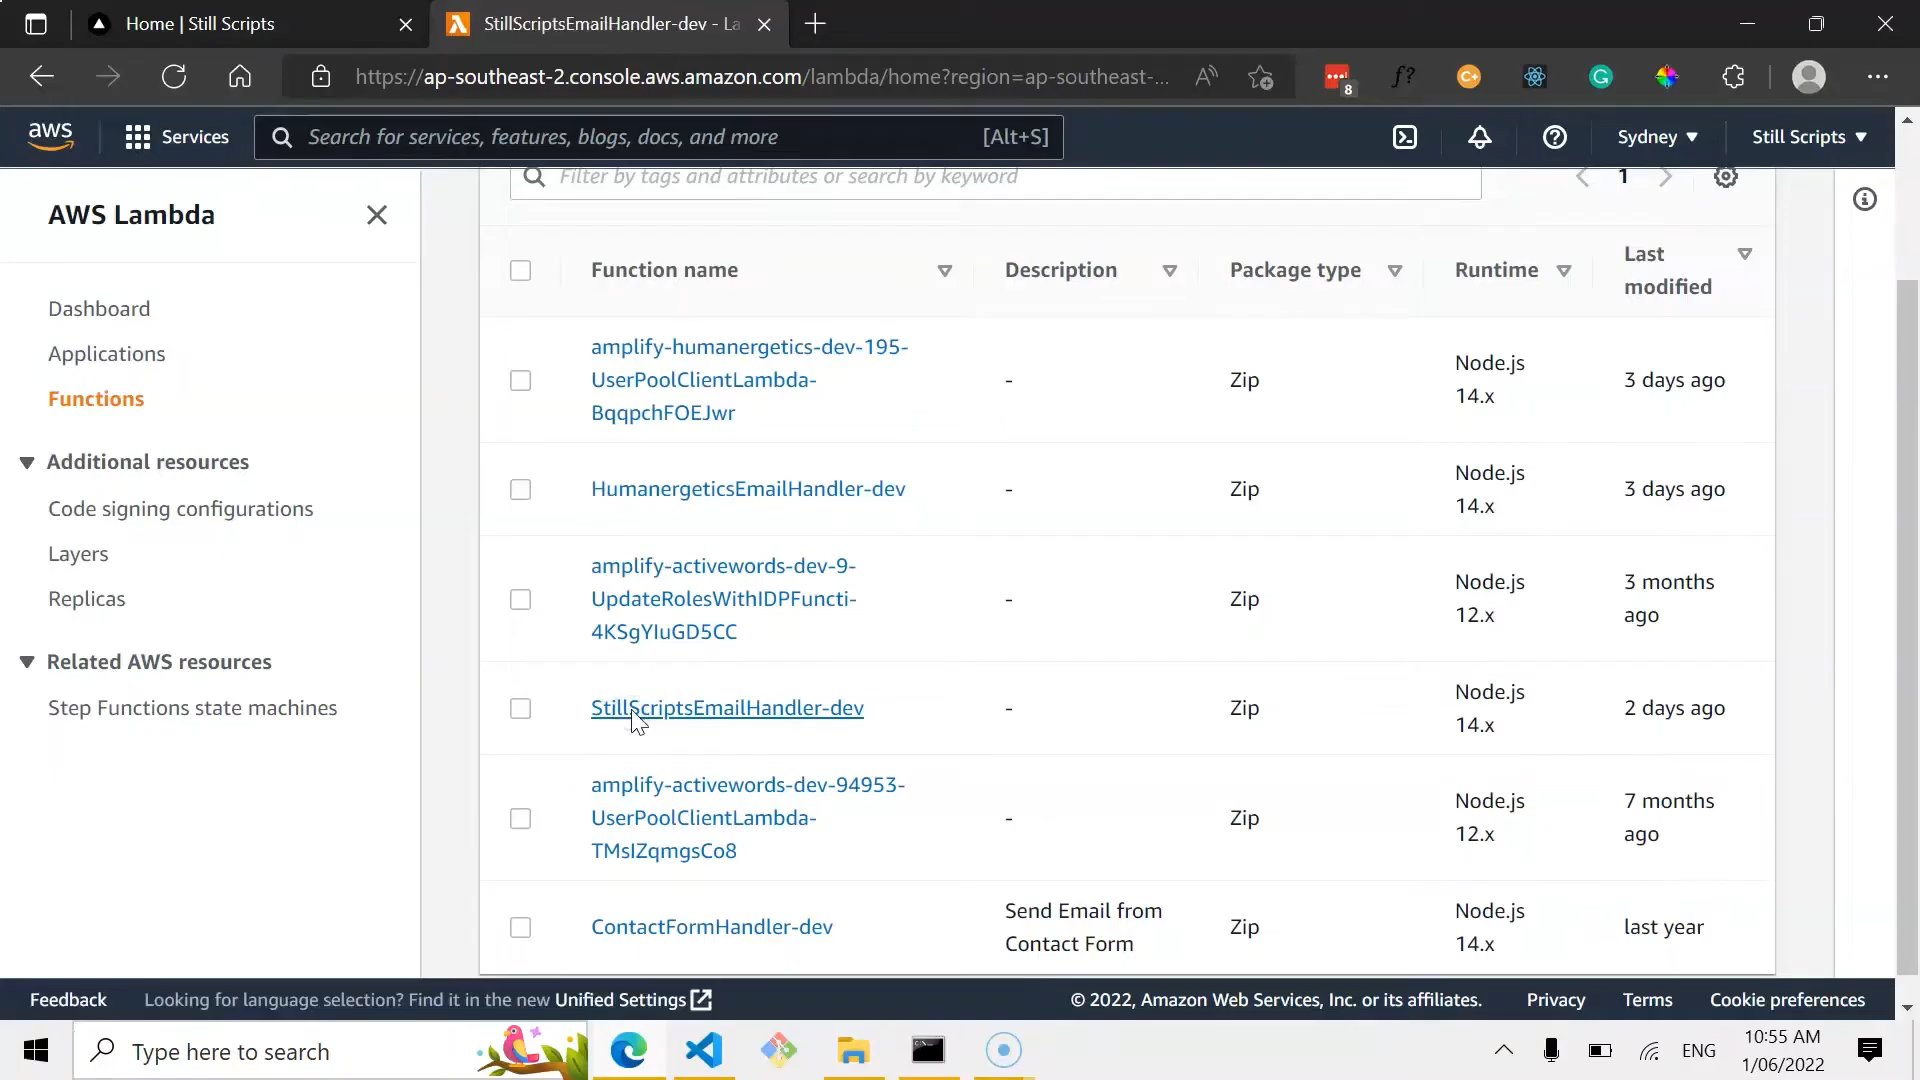 Home | Still Scripts
StillScriptsEmailHandler-dev - La
https://ap-southeast-2.console.aws.amazon.com/lambda/home?region=ap-southeast-...
8
aws
Services
Search for services, features, blogs, docs, and more
[Alt+S]
Sydney
Still Scripts
AWS Lambda
Dashboard
Applications
Functions
Additional resources
Code signing configurations
Layers
Replicas
Related AWS resources
Step Functions state machines
Filter by tags and attributes or search by keyword
1
Function name
Description
Package type
Runtime
Last modified
amplify-humanergetics-dev-195-
UserPoolClientLambda-
BqqpchFOEJwr
-
Zip
Node.js
14.x
3 days ago
HumanergeticsEmailHandler-dev
-
Zip
Node.js
14.x
3 days ago
amplify-activewords-dev-9-
UpdateRolesWithIDPFuncti-
4KSgYIuGD5CC
-
Zip
Node.js
12.x
3 months
ago
StillScriptsEmailHandler-dev
-
Zip
Node.js
14.x
2 days ago
amplify-activewords-dev-94953-
UserPoolClientLambda-
TMsIZqmgsCo8
-
Zip
Node.js
12.x
7 months
ago
ContactFormHandler-dev
Send Email from
Contact Form
Zip
Node.js
14.x
last year
Feedback
Looking for language selection? Find it in the new Unified Settings
© 2022, Amazon Web Services, Inc. or its affiliates.
Privacy
Terms
Cookie preferences
Type here to search
ENG
10:55 AM
1/06/2022